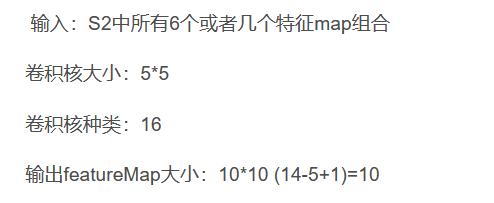 输入：S2中所有6个或者几个特征map组合
卷积核大小：5*5
卷积核种类：16
输出featureMap大小：10*10 (14-5+1)=10